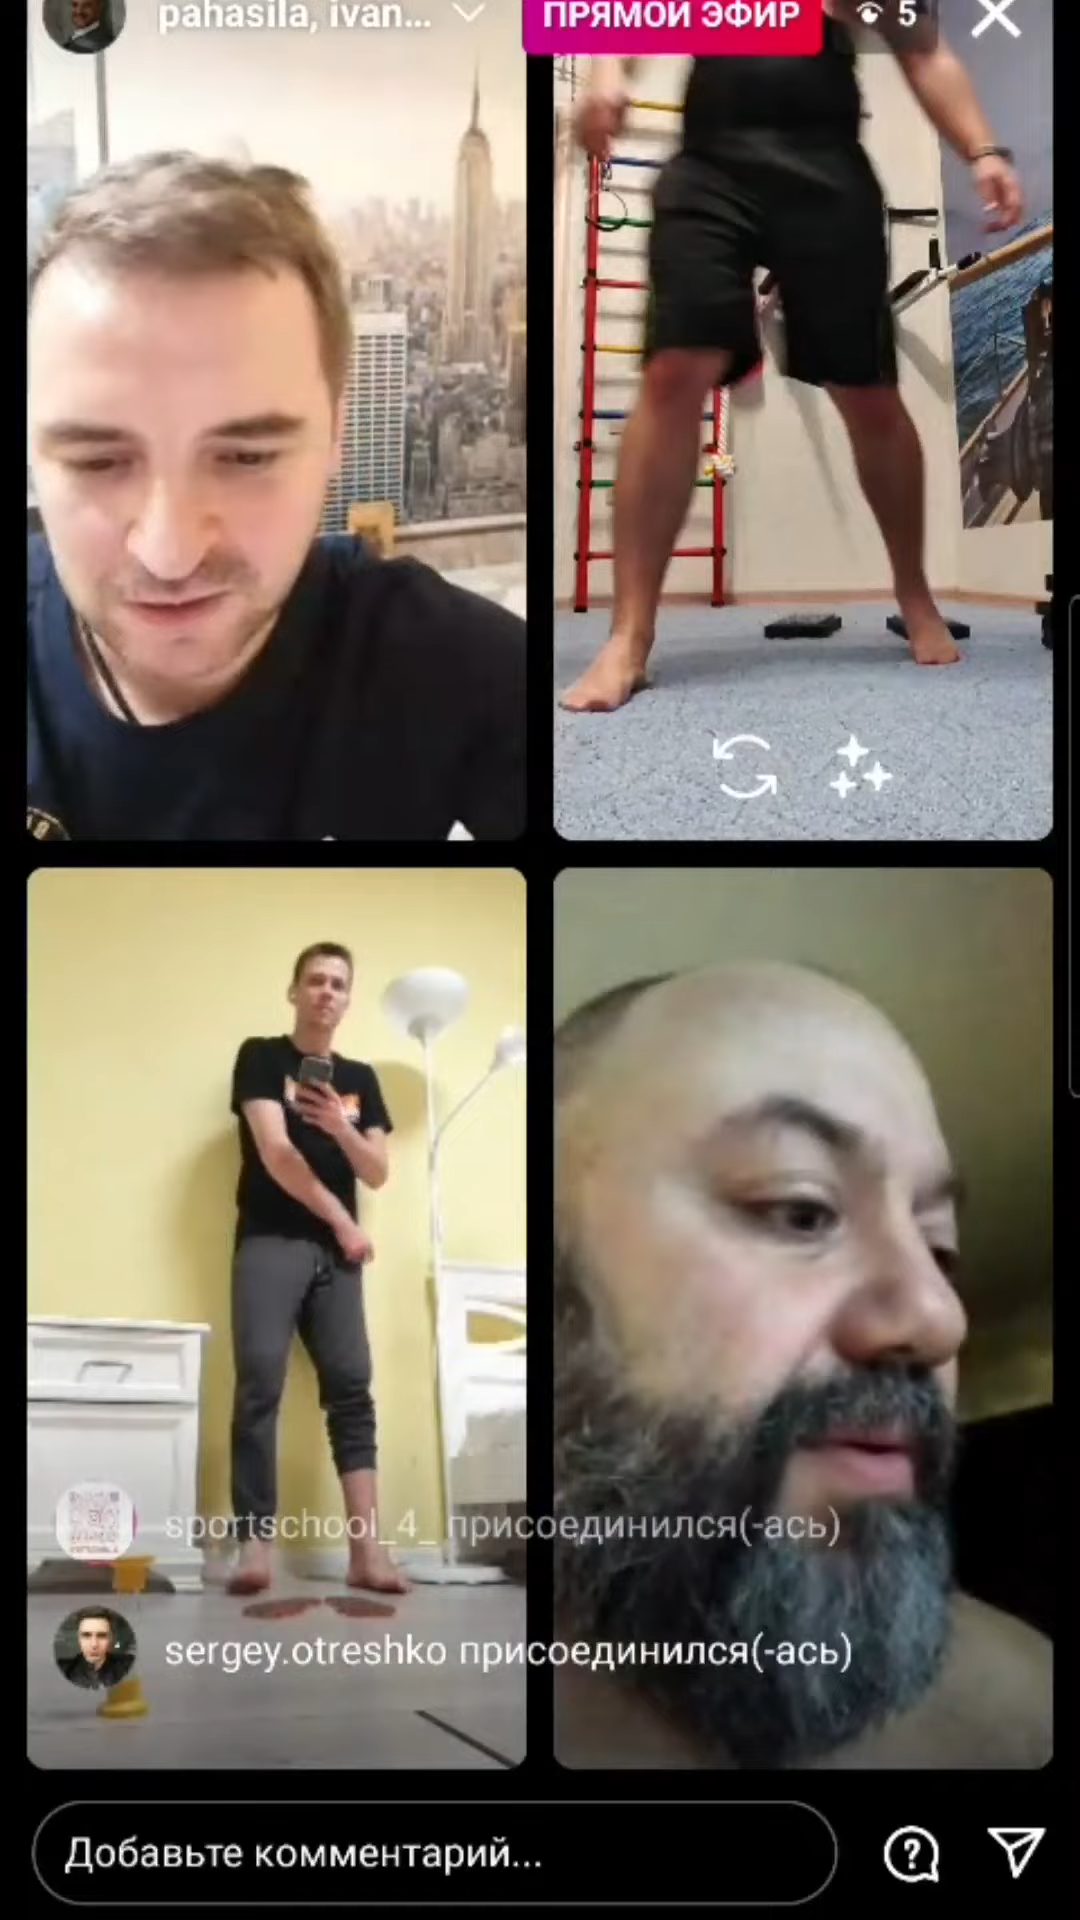 pahasila, ivan...
ПРЯМОЙ ЭФИР
5
sportschool_4_ присоединился(-ась)
sergey.otreshko присоединился(-ась)
Добавьте комментарий...